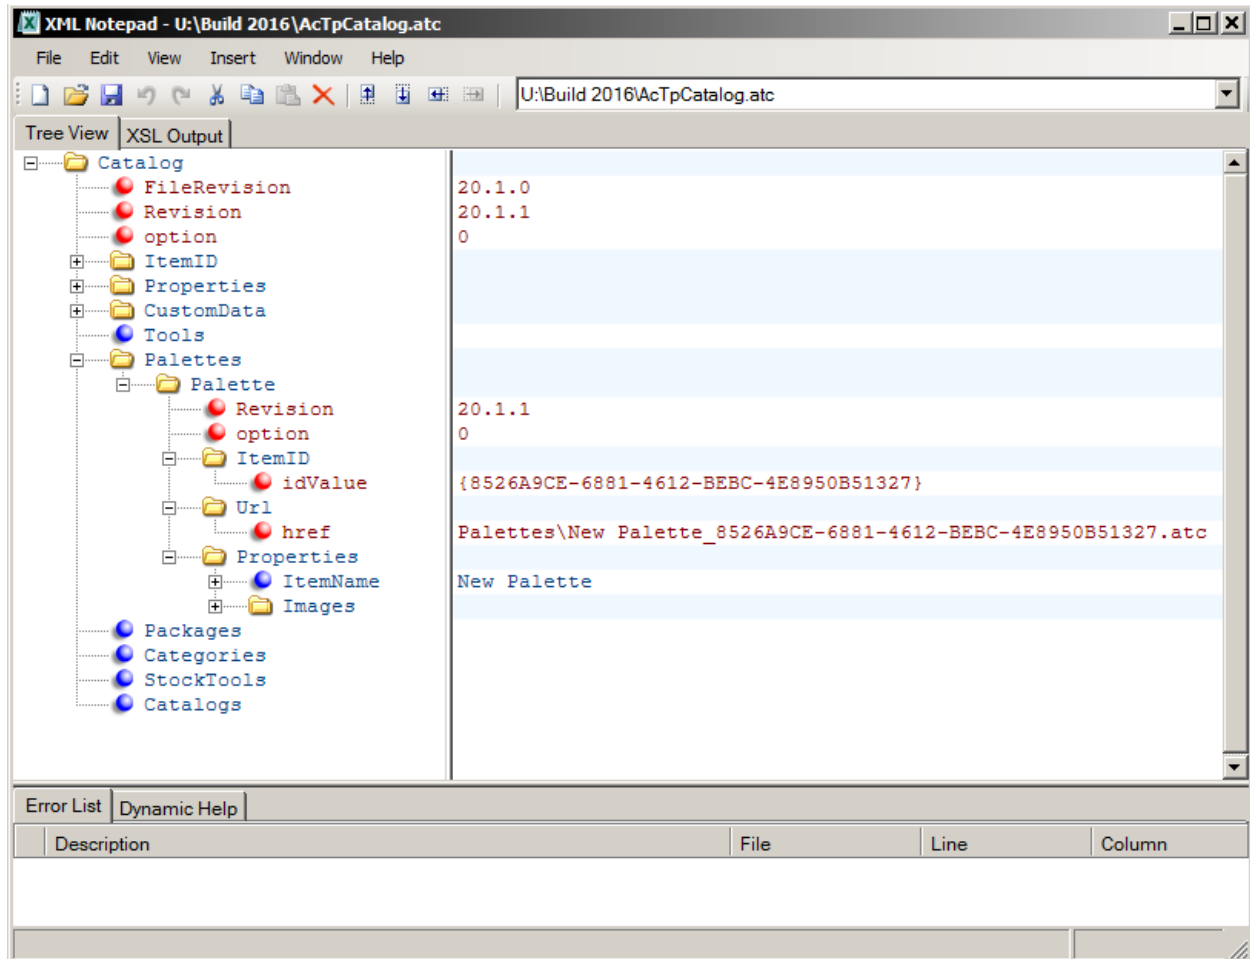 XML Notepad - U:\Build 2016\AcTpCatalog.atc
File Edit View Insert Window Help
U:\Build 2016\AcTpCatalog.atc
Tree View XSL Output
Catalog
FileRevision 20.1.0
Revision 20.1.1
option 0
ItemID
Properties
CustomData
Tools
Palettes
Palette
Revision 20.1.1
option 0
ItemID
idValue {8526A9CE-6881-4612-BEBC-4E8950B51327}
Url
href Palettes\New Palette_8526A9CE-6881-4612-BEBC-4E8950B51327.atc
Properties
ItemName New Palette
Images
Packages
Categories
StockTools
Catalogs
Error List Dynamic Help
Description File Line Column